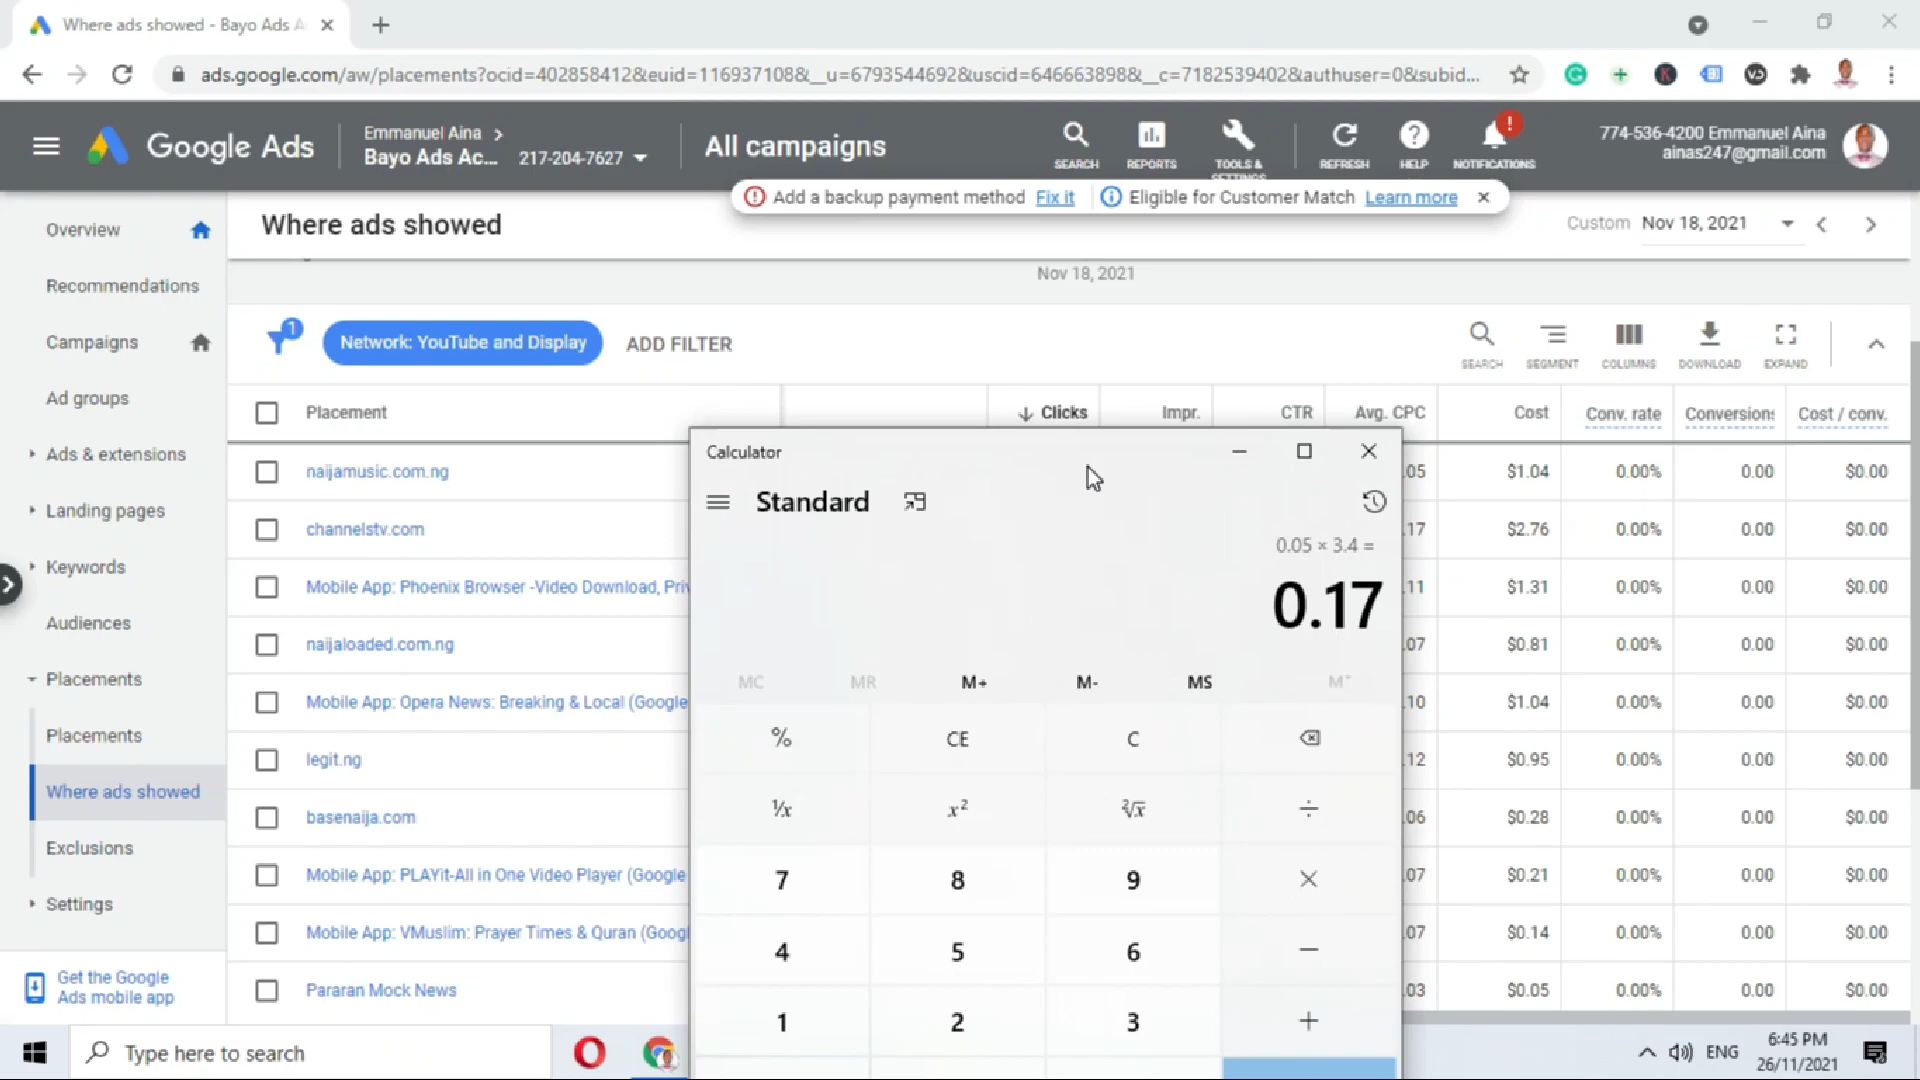 Where ads showed - Bayo Ads A
ads.google.com/aw/placements?ocid=402858412&euid=116937108&__u=6793544692&uscid=646663898&__c=7182539402&authuser=0&subid...
Google Ads
Emmanuel Aina
Bayo Ads Ac... 217-204-7627
All campaigns
SEARCH
REPORTS
TOOLS &
SETTINGS
REFRESH
HELP
NOTIFICATIONS
774-536-4200 Emmanuel Aina
ainas247@gmail.com
Add a backup payment method Fix it
Eligible for Customer Match Learn more
Overview
Recommendations
Campaigns
Ad groups
Ads & extensions
Landing pages
Keywords
Audiences
Placements
Placements
Where ads showed
Exclusions
Settings
Get the Google
Ads mobile app
Where ads showed
Custom Nov 18, 2021
Nov 18, 2021
1
Network: YouTube and Display
ADD FILTER
SEARCH
SEGMENT
COLUMNS
DOWNLOAD
EXPAND
Placement Clicks Impr. CTR Avg. CPC Cost Conv. rate Conversions Cost / conv.
naijamusic.com.ng .05 $1.04 0.00% 0.00 $0.00
channelstv.com .17 $2.76 0.00% 0.00 $0.00
Mobile App: Phoenix Browser -Video Download, Priv .11 $1.31 0.00% 0.00 $0.00
naijaloaded.com.ng .07 $0.81 0.00% 0.00 $0.00
Mobile App: Opera News: Breaking & Local (Google .10 $1.04 0.00% 0.00 $0.00
legit.ng .12 $0.95 0.00% 0.00 $0.00
basenaija.com .06 $0.28 0.00% 0.00 $0.00
Mobile App: PLAYit-All in One Video Player (Google .07 $0.21 0.00% 0.00 $0.00
Mobile App: VMuslim: Prayer Times & Quran (Googl .07 $0.14 0.00% 0.00 $0.00
Pararan Mock News .03 $0.05 0.00% 0.00 $0.00
Calculator
Standard
0.05 × 3.4 =
0.17
MC MR M+ M- MS M˅
% CE C
⅟x x² ²√x ÷
7 8 9 ×
4 5 6 −
1 2 3 +
Type here to search
ENG
6:45 PM
26/11/2021